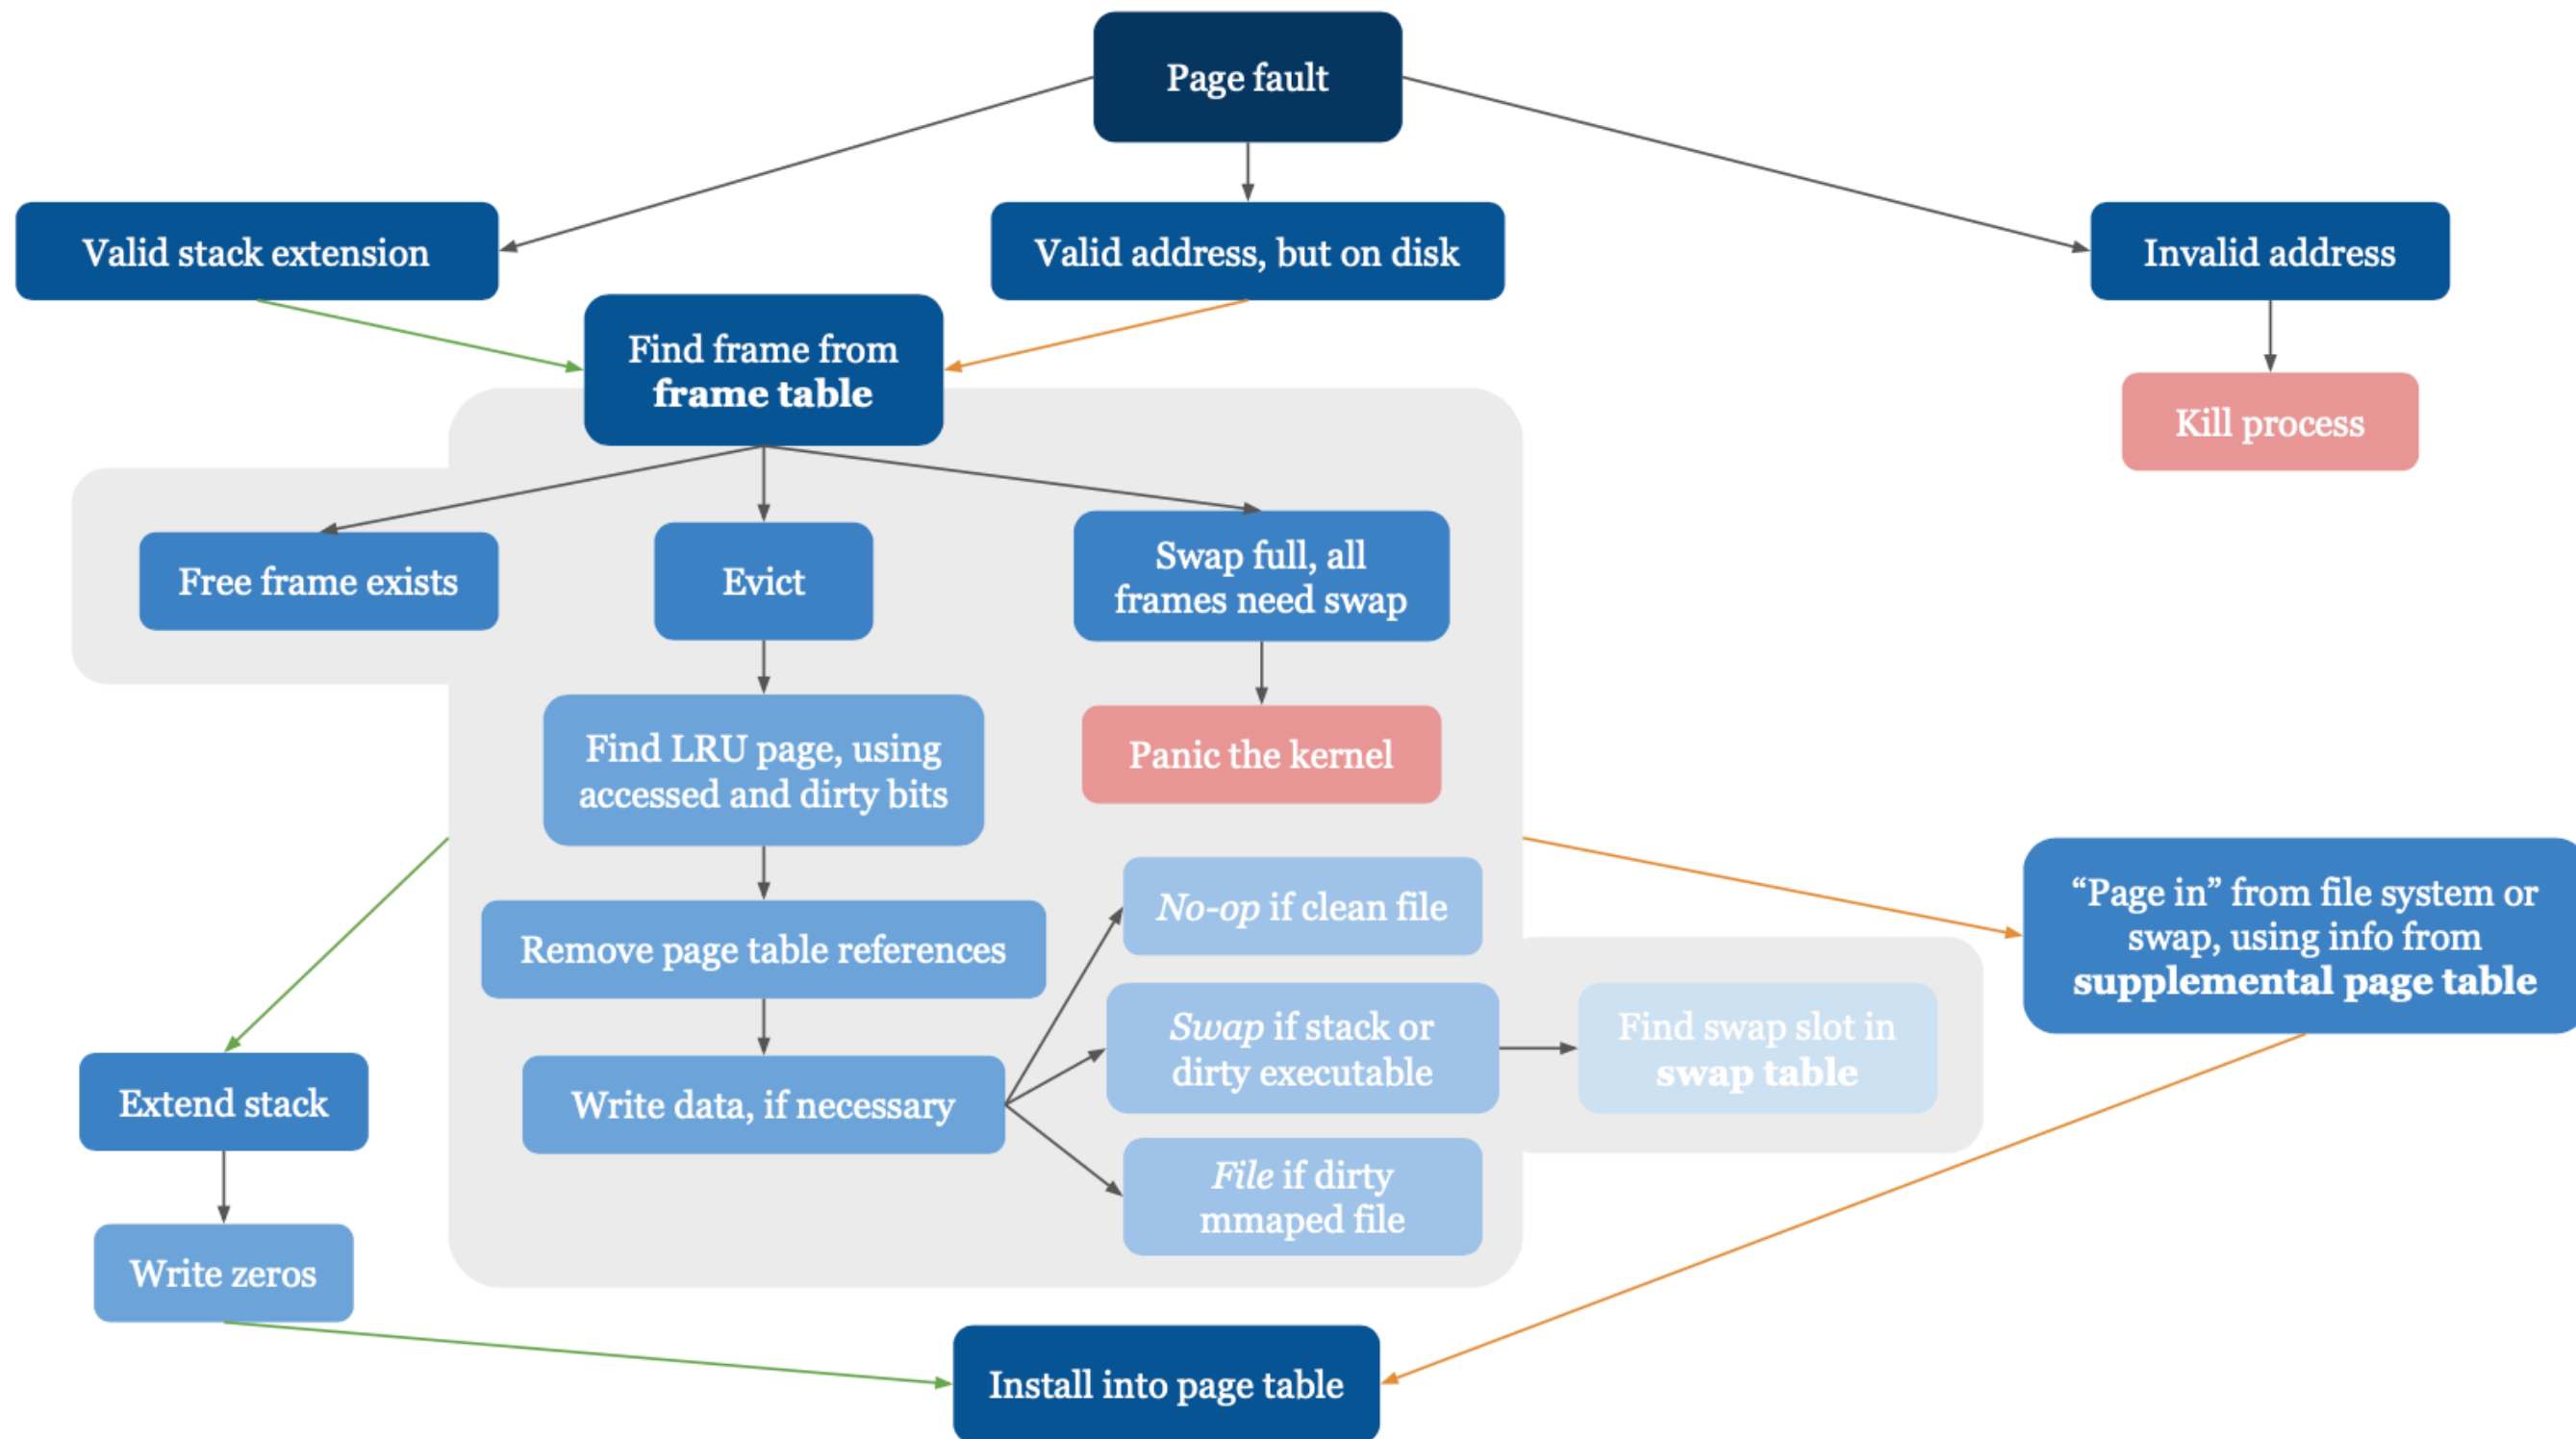 Page fault
Valid stack extension
Valid address, but on disk
Invalid address
Find frame from
frame table
Kill process
Free frame exists
Evict
Swap full, all
frames need swap
Find LRU page, using
accessed and dirty bits
Panic the kernel
Remove page table references
No-op if clean file
“Page in” from file system or
swap, using info from
supplemental page table
Write data, if necessary
Swap if stack or
dirty executable
Find swap slot in
swap table
File if dirty
mmaped file
Extend stack
Write zeros
Install into page table